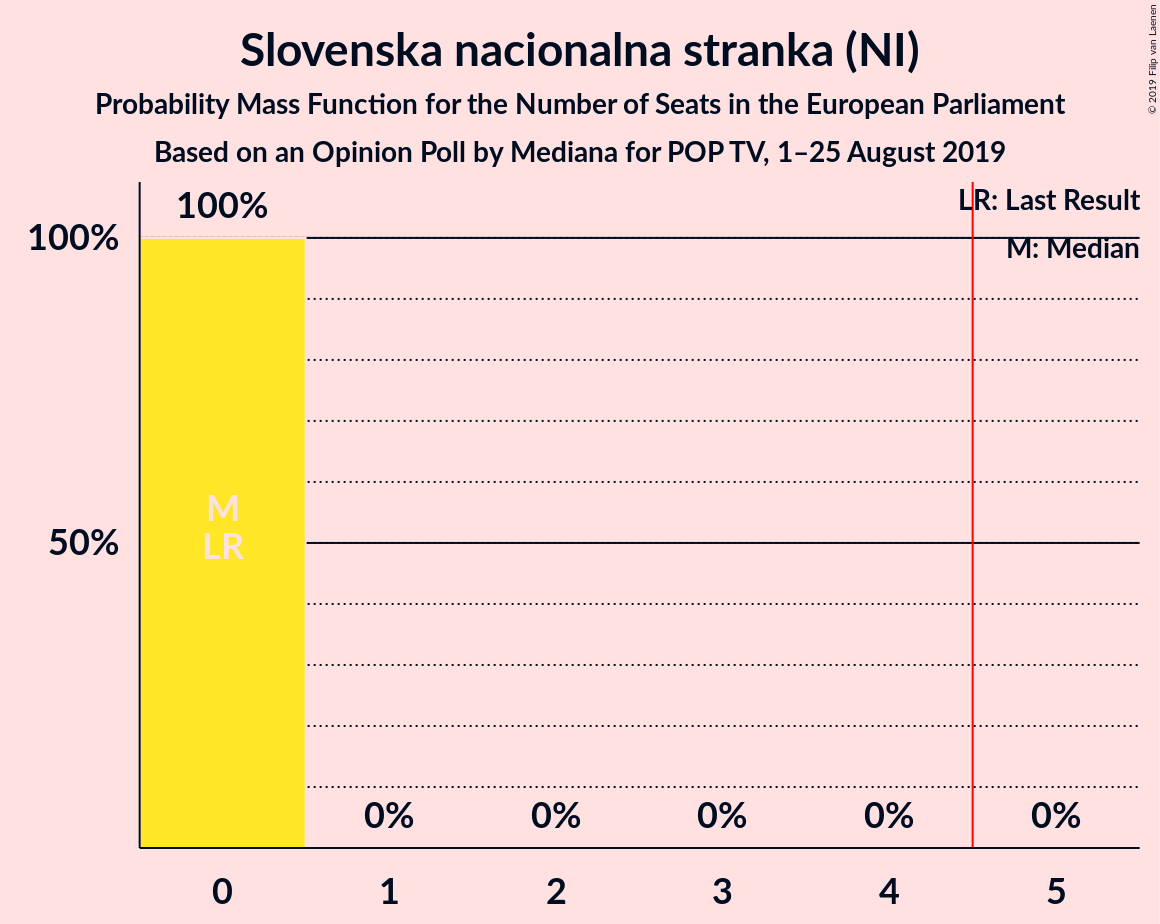 Slovenska nacionalna stranka (NI)
Probability Mass Function for the Number of Seats in the European Parliament
Based on an Opinion Poll by Mediana for POP TV, 1–25 August 2019
© 2019 Filip van Laenen
LR: Last Result
M: Median
100%
100%
50%
M
LR
0% 0% 0% 0% 0%
0 1 2 3 4 5